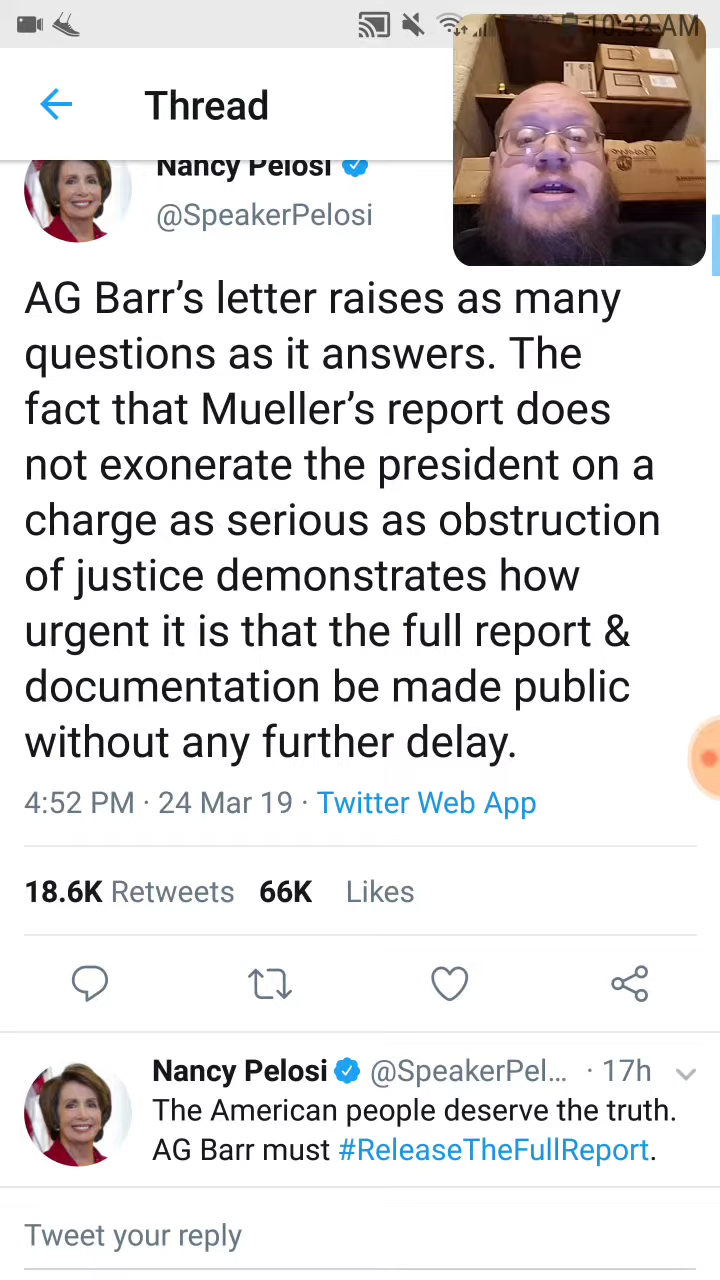 10:32 AM
Thread
Nancy Pelosi
@SpeakerPelosi
AG Barr’s letter raises as many
questions as it answers. The
fact that Mueller’s report does
not exonerate the president on a
charge as serious as obstruction
of justice demonstrates how
urgent it is that the full report &
documentation be made public
without any further delay.
4:52 PM · 24 Mar 19 · Twitter Web App
18.6K Retweets 66K Likes
Nancy Pelosi @SpeakerPel... · 17h
The American people deserve the truth.
AG Barr must #ReleaseTheFullReport.
Tweet your reply